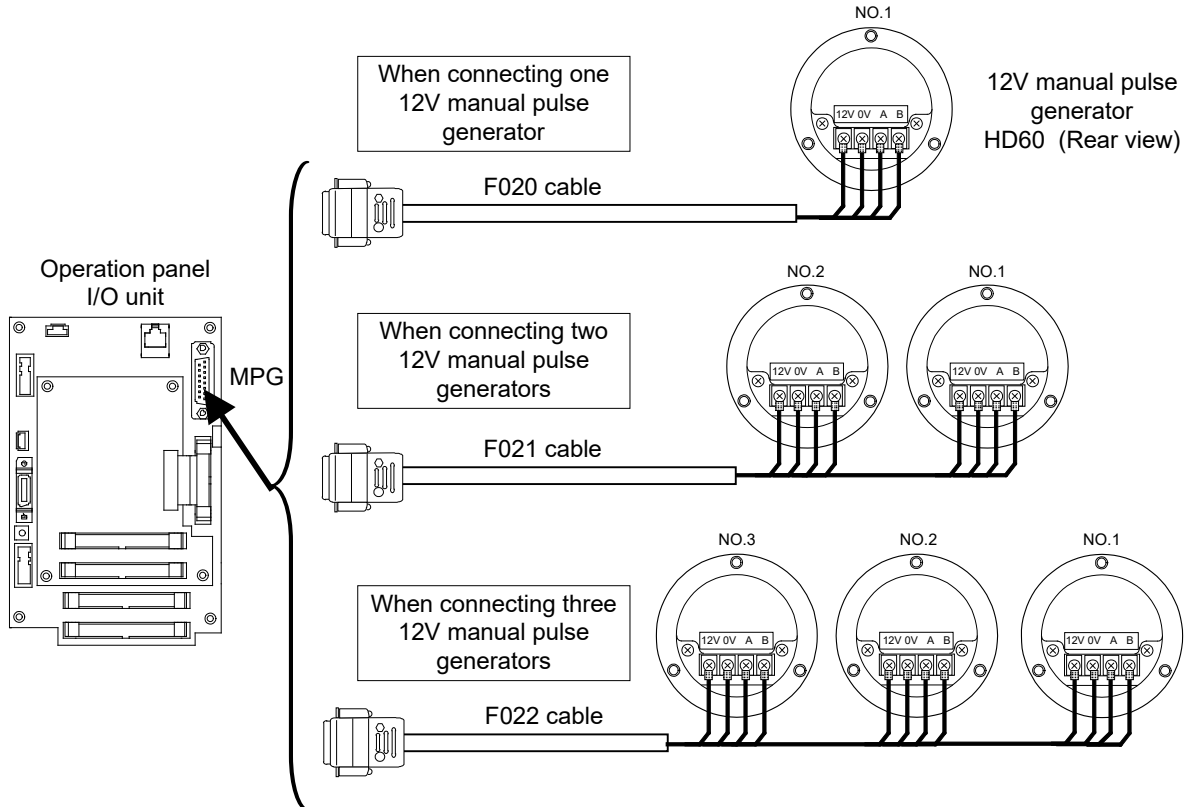 NO.1
When connecting one
12V manual pulse
generator
12V 0V A B
12V manual pulse
generator
HD60 (Rear view)
F020 cable
Operation panel
I/O unit
MPG
NO.2
NO.1
When connecting two
12V manual pulse
generators
12V 0V A B
12V 0V A B
F021 cable
NO.3
NO.2
NO.1
When connecting three
12V manual pulse
generators
12V 0V A B
12V 0V A B
12V 0V A B
F022 cable